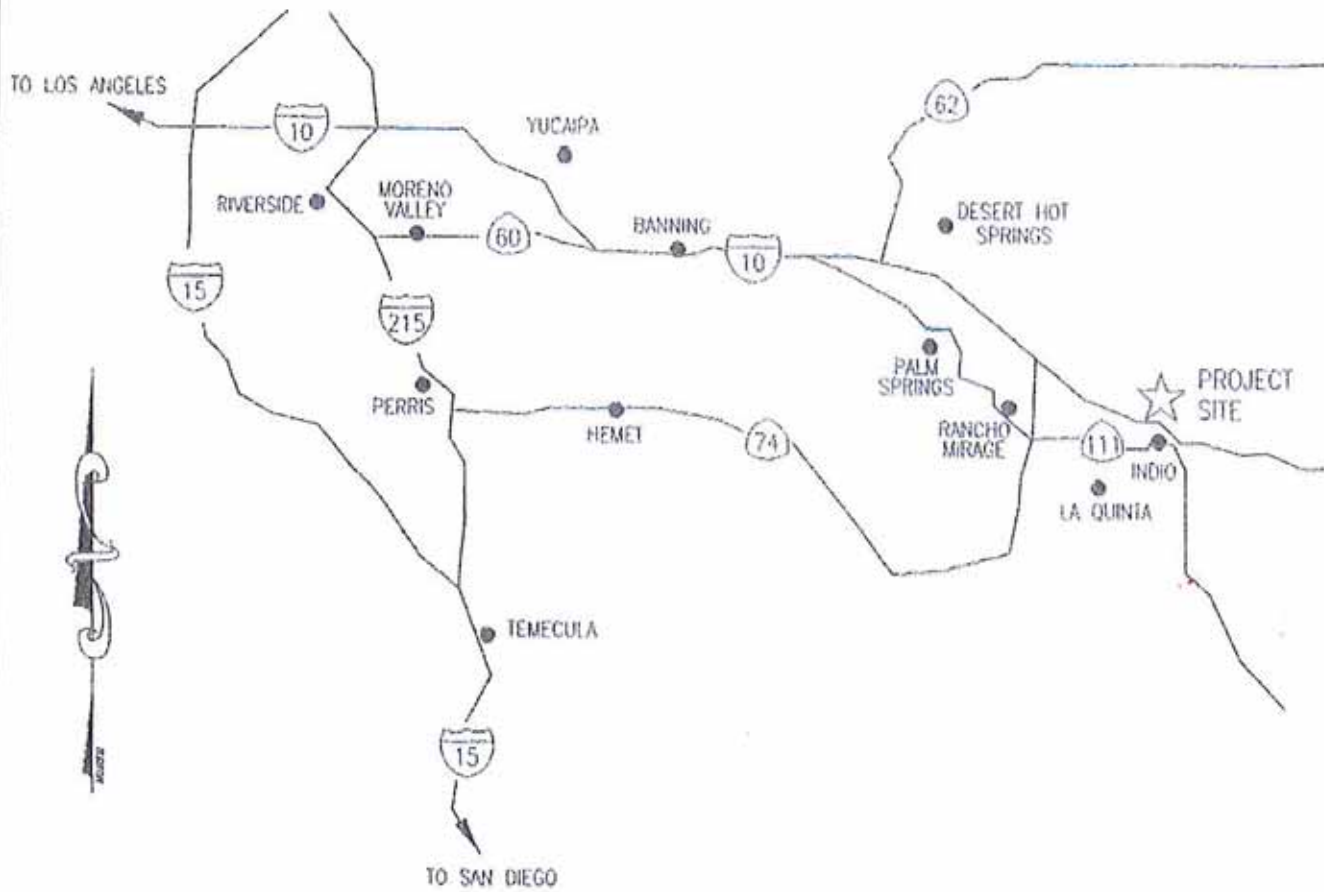 TO LOS ANGELES
10
YUCAIPA
62
RIVERSIDE
MORENO
VALLEY
60
BANNING
10
DESERT HOT
SPRINGS
15
215
PERRIS
HEMET
74
PALM
SPRINGS
RANCHO
MIRAGE
111
PROJECT
SITE
INDIO
LA QUINTA
TEMECULA
15
TO SAN DIEGO